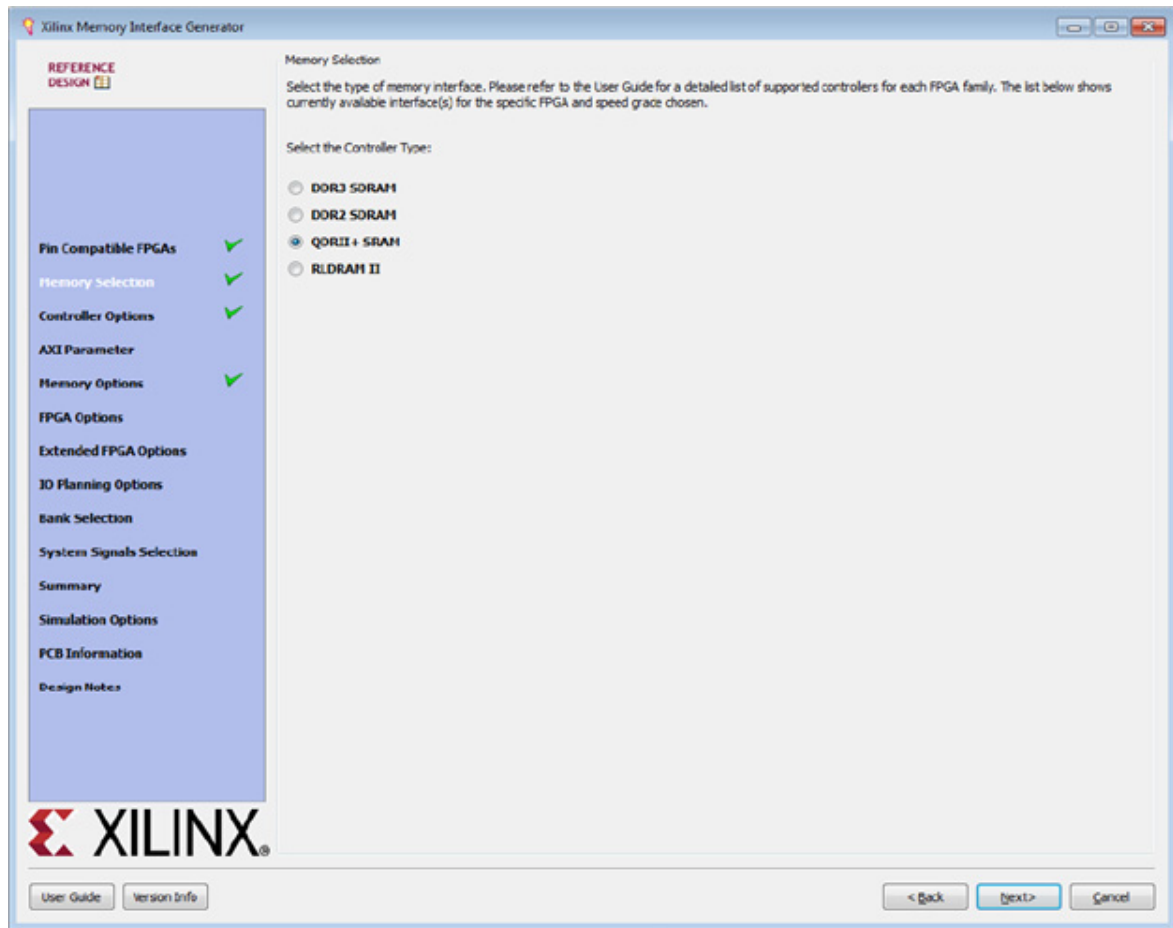 Xilinx Memory Interface Generator
REFERENCE
DESIGN
Pin Compatible FPGAs
Memory Selection
Controller Options
AXI Parameter
Memory Options
FPGA Options
Extended FPGA Options
IO Planning Options
Bank Selection
System Signals Selection
Summary
Simulation Options
PCB Information
Design Notes
XILINX®
Memory Selection
Select the type of memory interface. Please refer to the User Guide for a detailed list of supported controlers for each FPGA family. The list below shows
currently available interface(s) for the specific FPGA and speed grace chosen.
Select the Controller Type:
DDR3 SDRAM
DDR2 SDRAM
QDRII+ SRAM
RLDRAM II
User Guide
Version Info
< Back
Next>
Cancel